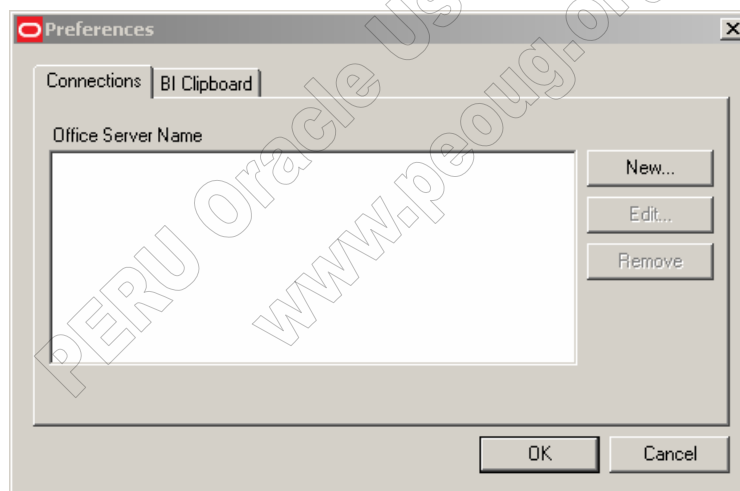 Preferences
Connections
BI Clipboard
Office Server Name
New...
Edit...
Remove
OK
Cancel
PERU Oracle Us
www.peoug.or